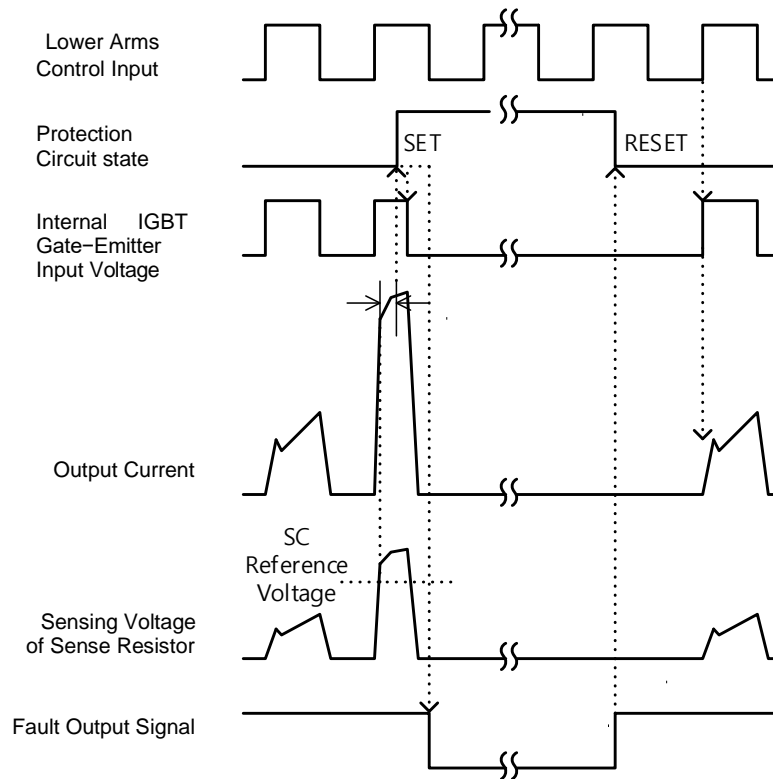 Lower Arms
Control Input
Protection
Circuit state
SET
RESET
Internal IGBT
Gate−Emitter
Input Voltage
Output Current
SC
Reference
Voltage
Sensing Voltage
of Sense Resistor
Fault Output Signal